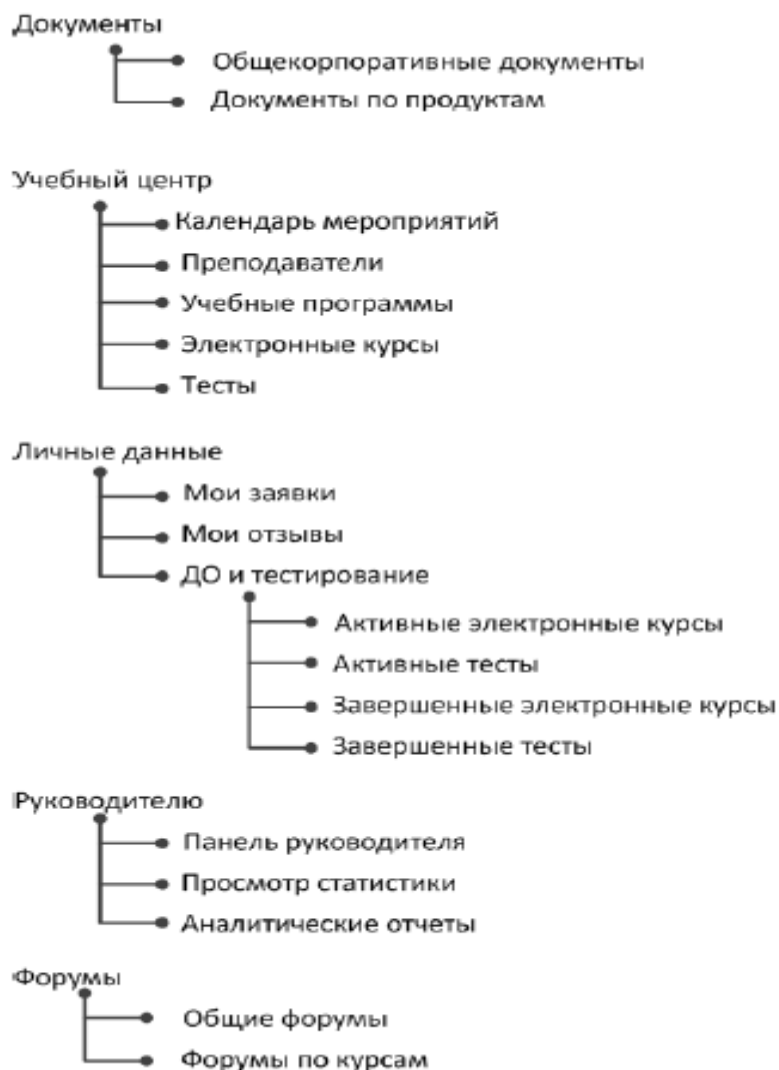 Документы
Общекорпоративные документы
Документы по продуктам
Учебный центр
Календарь мероприятий
Преподаватели
Учебные программы
Электронные курсы
Тесты
Личные данные
Мои заявки
Мои отзывы
ДО и тестирование
Активные электронные курсы
Активные тесты
Завершенные электронные курсы
Завершенные тесты
Руководителю
Панель руководителя
Просмотр статистики
Аналитические отчеты
Форумы
Общие форумы
Форумы по курсам